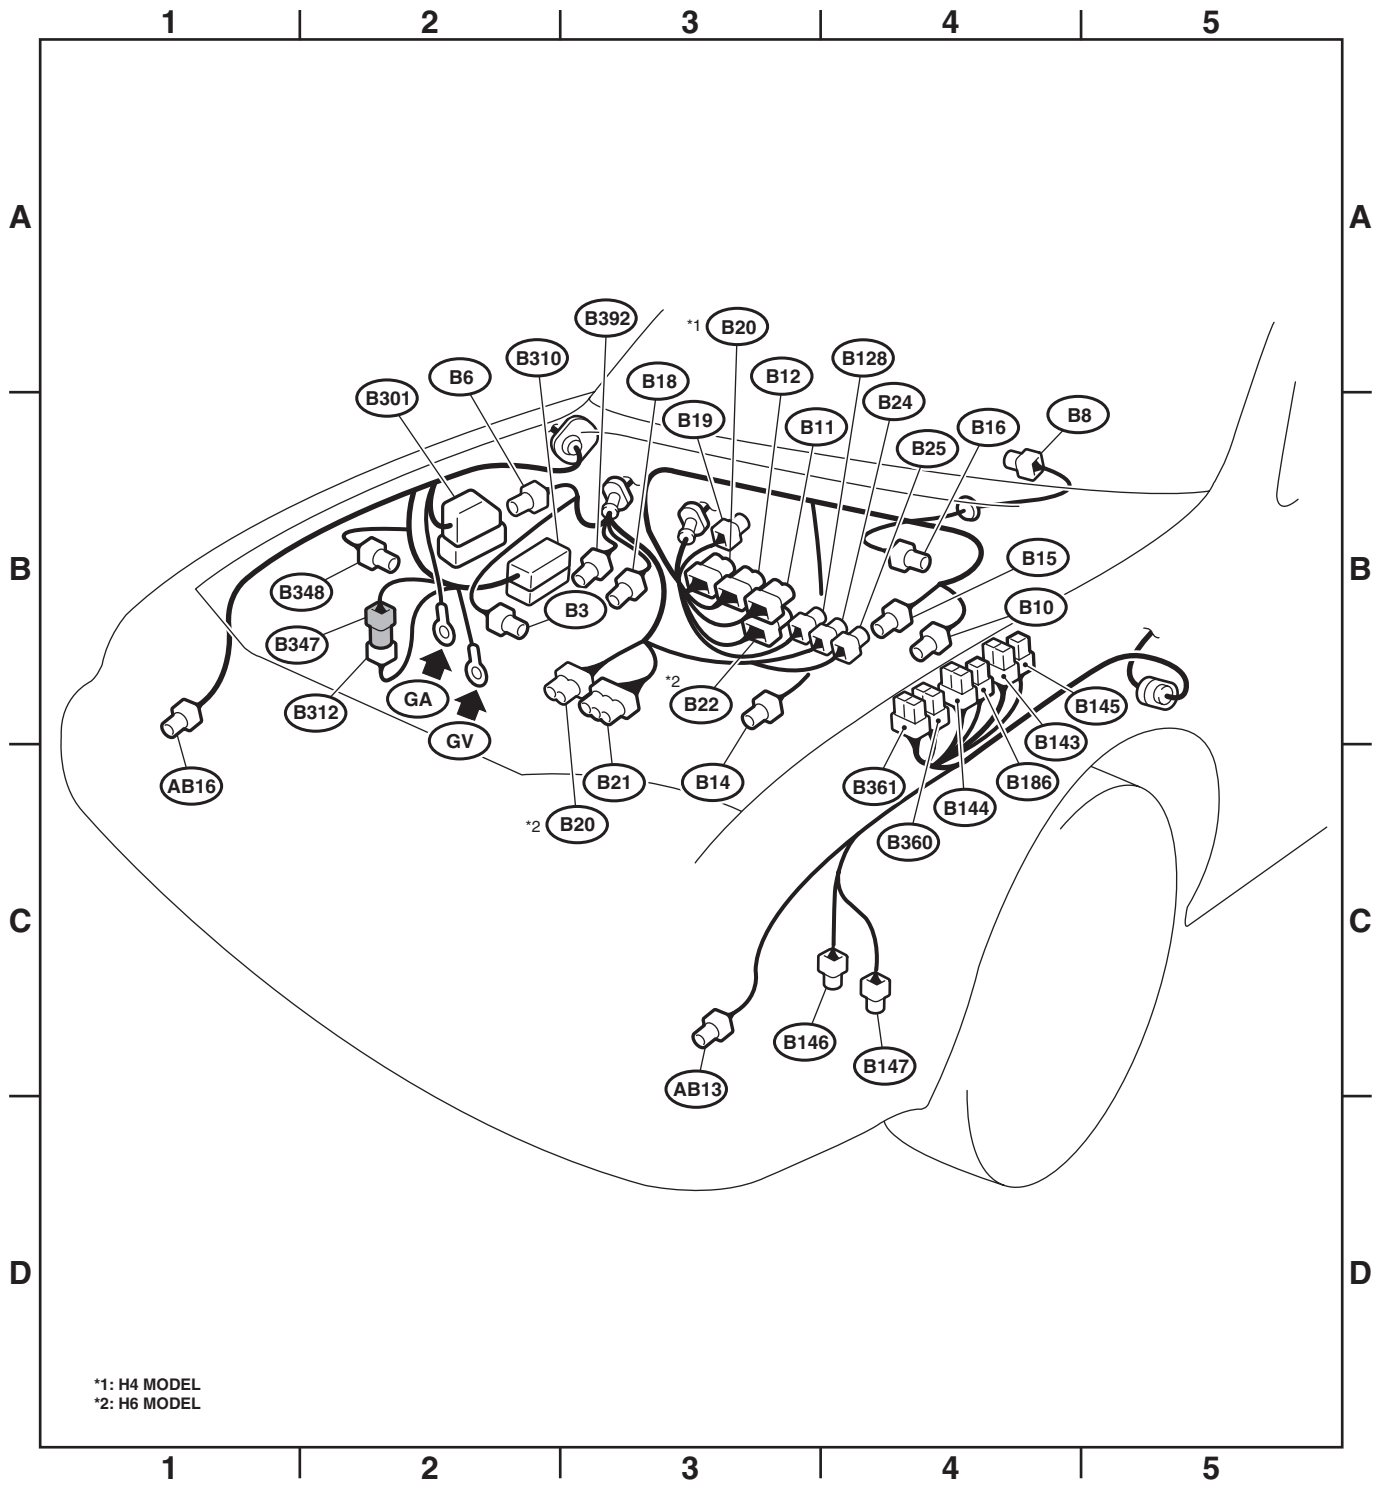 1 2 3 4 5
A A
B392
*1 B20
B310
B128
B6
B12
B18
B301
B24
B8
B19
B11
B16
B25
B B
B15
B348
B3
B10
B347
*2
B22
GA
B145
B312
GV
B143
B21
B14
B186
AB16
B361
B144
*2 B20
B360
C C
B146
B147
AB13
D D
*1: H4 MODEL
*2: H6 MODEL
1 2 3 4 5